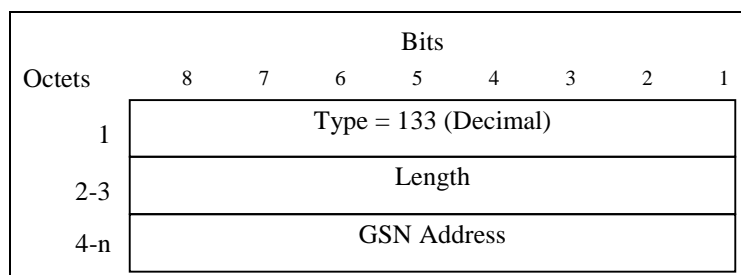 Bits
Octets 8 7 6 5 4 3 2 1
1 Type = 133 (Decimal)
2-3 Length
4-n GSN Address